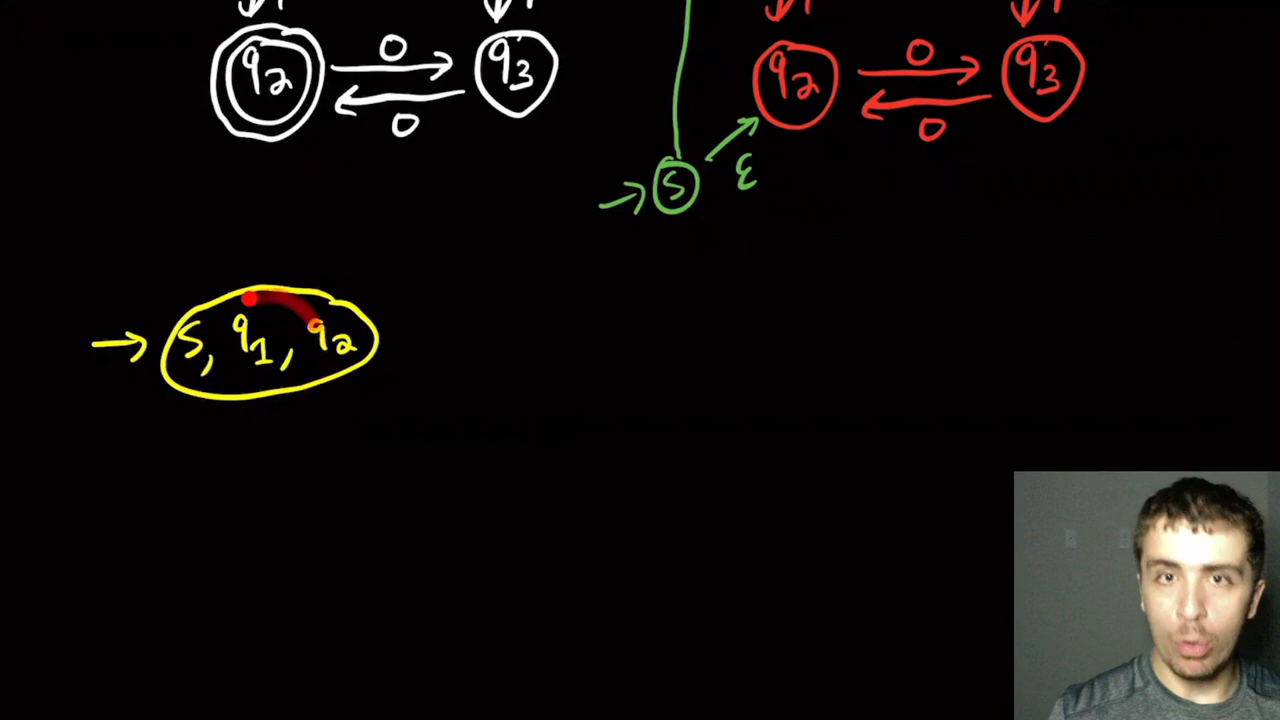 q2 0 q3 q2 0 q3
0 0
S ε
S, q1, q2